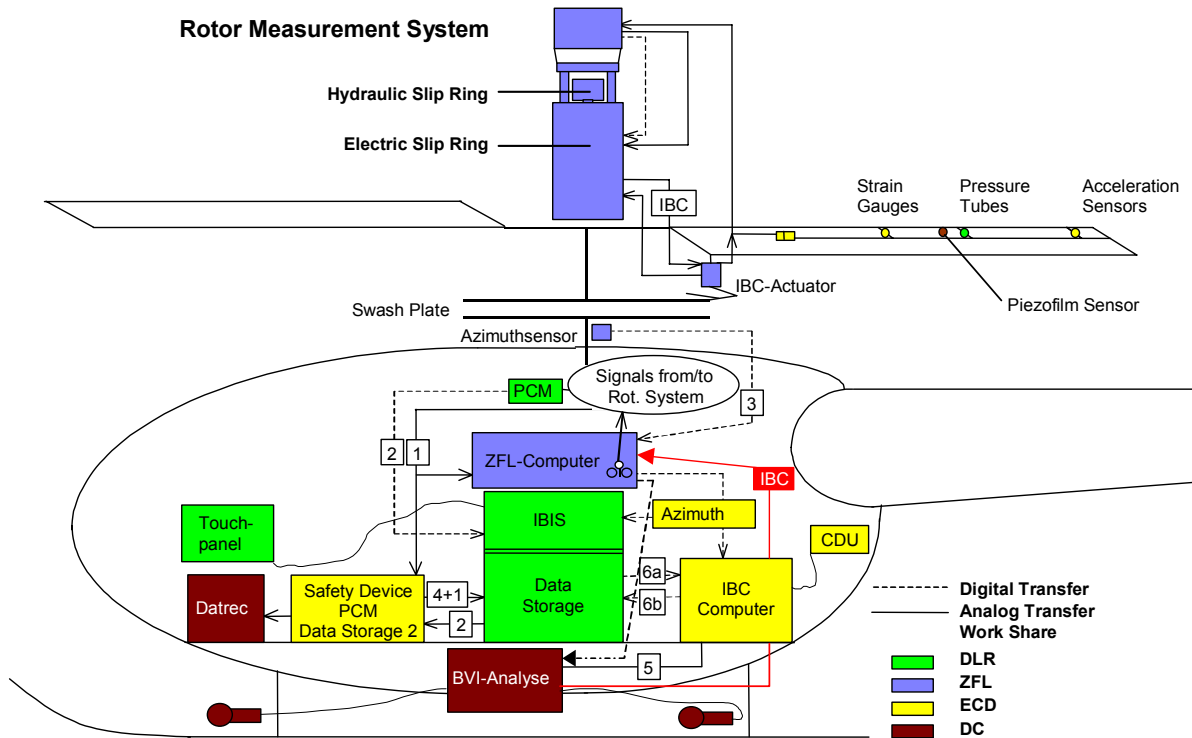 Rotor Measurement System
Hydraulic Slip Ring
Electric Slip Ring
IBC
Strain
Gauges
Pressure
Tubes
Acceleration
Sensors
IBC-Actuator
Piezofilm Sensor
Swash Plate
Azimuthsensor
PCM
Signals from/to
Rot. System
3
2
1
ZFL-Computer
IBC
IBIS
Azimuth
Touch-
panel
CDU
Datrec
Safety Device
PCM
Data Storage 2
4+1
2
Data
Storage
6a
6b
IBC
Computer
BVI-Analyse
5
Digital Transfer
Analog Transfer
Work Share
DLR
ZFL
ECD
DC